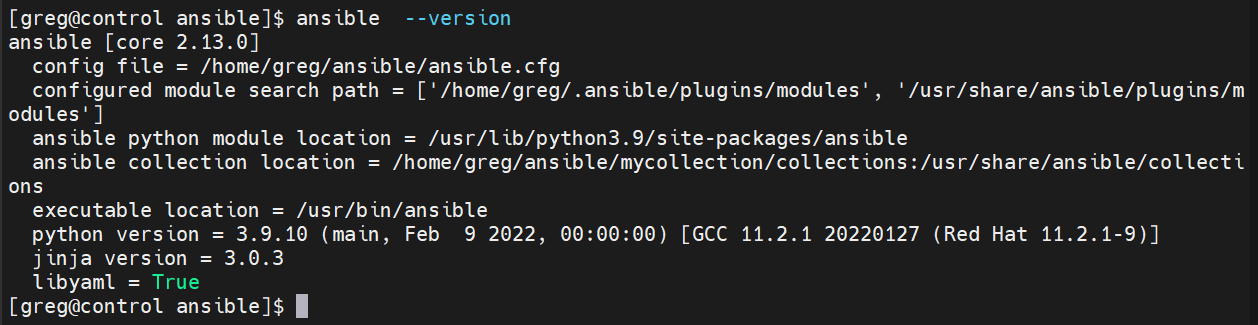 [greg@control ansible]$ ansible  --version
ansible [core 2.13.0]
  config file = /home/greg/ansible/ansible.cfg
  configured module search path = ['/home/greg/.ansible/plugins/modules', '/usr/share/ansible/plugins/m
odules']
  ansible python module location = /usr/lib/python3.9/site-packages/ansible
  ansible collection location = /home/greg/ansible/mycollection/collections:/usr/share/ansible/collecti
ons
  executable location = /usr/bin/ansible
  python version = 3.9.10 (main, Feb  9 2022, 00:00:00) [GCC 11.2.1 20220127 (Red Hat 11.2.1-9)]
  jinja version = 3.0.3
  libyaml = True
[greg@control ansible]$